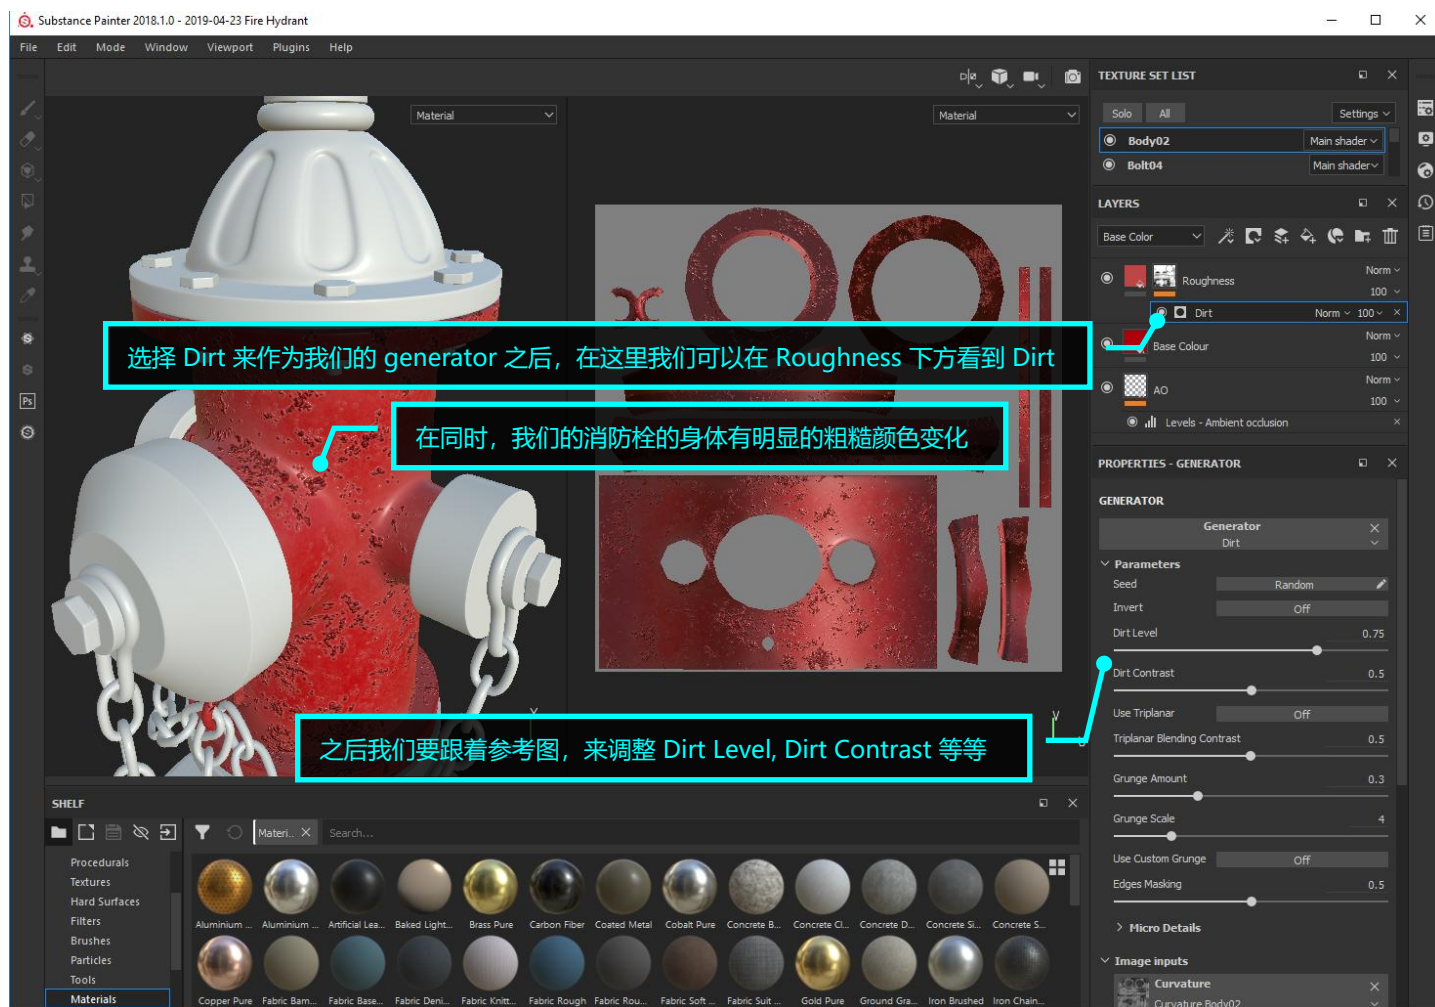 Substance Painter 2018.1.0 - 2019-04-23 Fire Hydrant
File Edit Mode Window Viewport Plugins Help
Material
Material
TEXTURE SET LIST
Solo All Settings
Body02 Main shader
Bolt04 Main shader
LAYERS
Base Color
Roughness Norm 100
Dirt Norm 100
Base Colour Norm 100
AO Norm 100
Levels - Ambient occlusion
选择 Dirt 来作为我们的 generator 之后，在这里我们可以在 Roughness 下方看到 Dirt
在同时，我们的消防栓的身体有明显的粗糙颜色变化
之后我们要跟着参考图，来调整 Dirt Level, Dirt Contrast 等等
PROPERTIES - GENERATOR
GENERATOR
Generator
Dirt
Parameters
Seed Random
Invert Off
Dirt Level 0.75
Dirt Contrast 0.5
Use Triplanar Off
Triplanar Blending Contrast 0.5
Grunge Amount 0.3
Grunge Scale 4
Use Custom Grunge Off
Edges Masking 0.5
Micro Details
Image inputs
Curvature
Curvature Body02
SHELF
Materi... Search...
Procedurals
Textures
Hard Surfaces
Filters
Brushes
Particles
Tools
Materials
Aluminium ... Aluminium ... Artificial Lea... Baked Light... Brass Pure Carbon Fiber Coated Metal Cobalt Pure Concrete B... Concrete Cl... Concrete D... Concrete Si... Concrete S...
Copper Pure Fabric Bam... Fabric Base... Fabric Deni... Fabric Knitt... Fabric Rough Fabric Rou... Fabric Soft ... Fabric Suit ... Gold Pure Ground Gra... Iron Brushed Iron Chain...